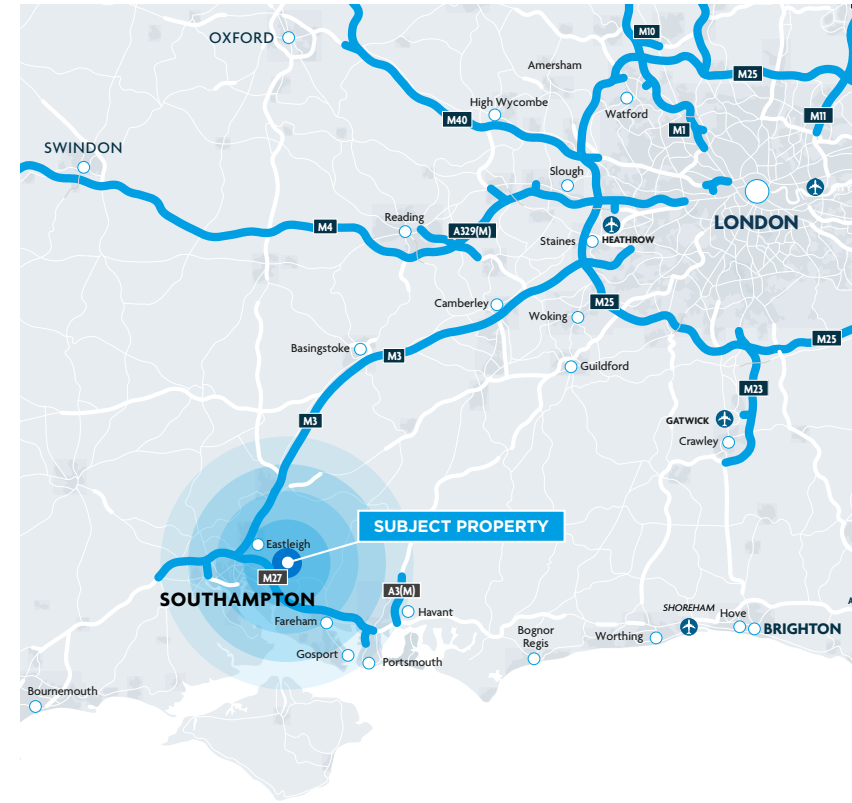 M10
OXFORD
Amersham
M25
High Wycombe
Watford
M40
M11
M1
SWINDON
Slough
Reading
LONDON
M4
A329(M)
Staines
HEATHROW
Camberley
M25
Woking
M25
Basingstoke
M3
Guildford
M23
M3
GATWICK
Crawley
SUBJECT PROPERTY
Eastleigh
M27
A3(M)
SOUTHAMPTON
SHOREHAM
Havant
Hove
Fareham
BRIGHTON
Bognor
Regis
Worthing
Gosport
Portsmouth
Bournemouth